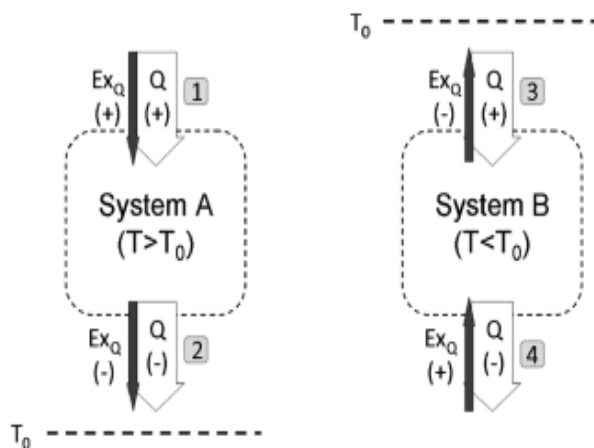 T₀
Ex_Q
(+)
Q
(+)
1
System A
(T>T₀)
Ex_Q
(-)
Q
(-)
2
T₀
Ex_Q
(-)
Q
(+)
3
System B
(T<T₀)
Ex_Q
(+)
Q
(-)
4